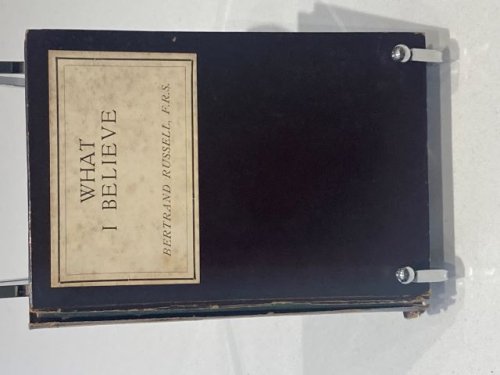 WHAT
I BELIEVE
BERTRAND RUSSELL, F.R.S.